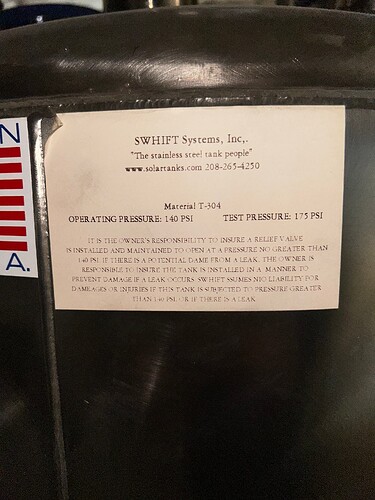 SWHIFT Systems, Inc,.
"The stainless steel tank people"
www.solartanks.com 208-265-4250
Material T-304
OPERATING PRESSURE: 140 PSI TEST PRESSURE: 175 PSI
IT IS THE OWNER'S RESPONSIBILITY TO INSURE A RELIEF VALVE
IS INSTALLED AND MAINTAINED TO OPEN AT A PRESSURE NO GREATER THAN
140 PSI. IF THERE IS A POTENTIAL DAME FROM A LEAK, THE OWNER IS
RESPONSIBLE TO INSURE THE TANK IS INSTALLED IN A MANNER TO
PREVENT DAMAGE IF A LEAK OCCURS. SWHIFT SSUMES NIO LIABILITY FOR
DAMEAGES OR INJURIES IF THIS TANK IS SUBJECTED TO PRESSURE GREATER
THAN 140 PSI. OR IF THERE IS A LEAK
N
A.